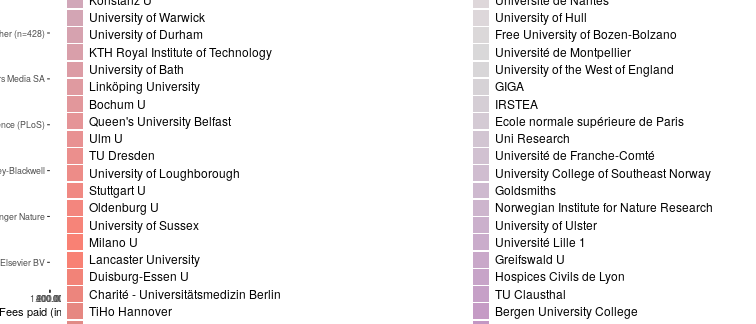 Konstanz U
University of Warwick
University of Durham
KTH Royal Institute of Technology
University of Bath
Linköping University
Bochum U
Queen's University Belfast
Ulm U
TU Dresden
University of Loughborough
Stuttgart U
Oldenburg U
University of Sussex
Milano U
Lancaster University
Duisburg-Essen U
Charité - Universitätsmedizin Berlin
TiHo Hannover
Université de Nantes
University of Hull
Free University of Bozen-Bolzano
Université de Montpellier
University of the West of England
GIGA
IRSTEA
Ecole normale supérieure de Paris
Uni Research
Université de Franche-Comté
University College of Southeast Norway
Goldsmiths
Norwegian Institute for Nature Research
University of Ulster
Université Lille 1
Greifswald U
Hospices Civils de Lyon
TU Clausthal
Bergen University College
her (n=428)
rs Media SA
ence (PLoS)
ey-Blackwell
nger Nature
Elsevier BV
Fees paid (in